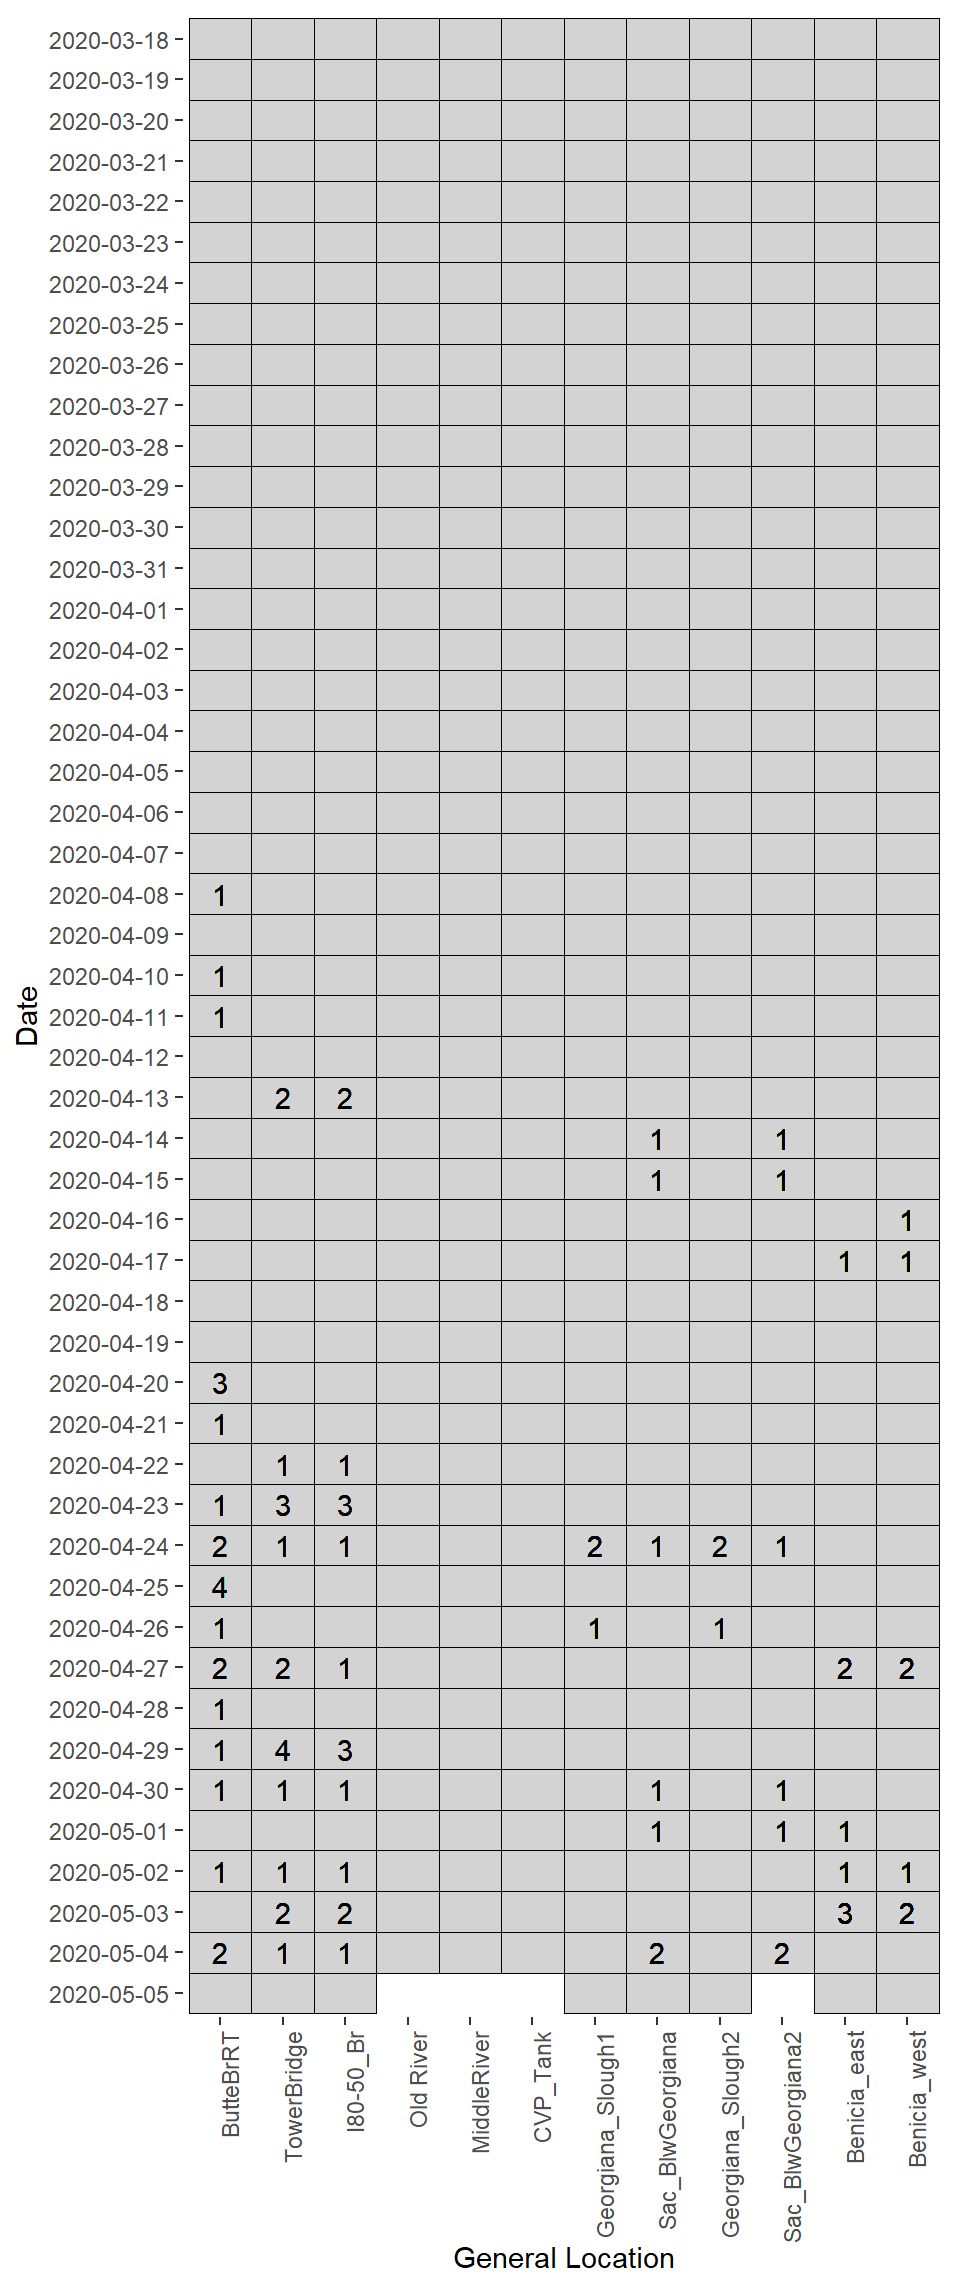 2020-03-18
2020-03-19
2020-03-20
2020-03-21
2020-03-22
2020-03-23
2020-03-24
2020-03-25
2020-03-26
2020-03-27
2020-03-28
2020-03-29
2020-03-30
2020-03-31
2020-04-01
2020-04-02
2020-04-03
2020-04-04
2020-04-05
2020-04-06
2020-04-07
2020-04-08 1
2020-04-09
2020-04-10 1
2020-04-11 1
2020-04-12
2020-04-13 2 2
2020-04-14 1 1
2020-04-15 1 1
2020-04-16 1
2020-04-17 1 1
2020-04-18
2020-04-19
2020-04-20 3
2020-04-21 1
2020-04-22 1 1
2020-04-23 1 3 3
2020-04-24 2 1 1 2 1 2 1
2020-04-25 4
2020-04-26 1 1 1
2020-04-27 2 2 1 2 2
2020-04-28 1
2020-04-29 1 4 3
2020-04-30 1 1 1 1 1
2020-05-01 1 1 1
2020-05-02 1 1 1 1 1
2020-05-03 2 2 3 2
2020-05-04 2 1 1 2 2
2020-05-05
Date
ButteBrRT
TowerBridge
I80-50_Br
Old River
MiddleRiver
CVP_Tank
Georgiana_Slough1
Sac_BlwGeorgiana
Georgiana_Slough2
Sac_BlwGeorgiana2
Benicia_east
Benicia_west
General Location